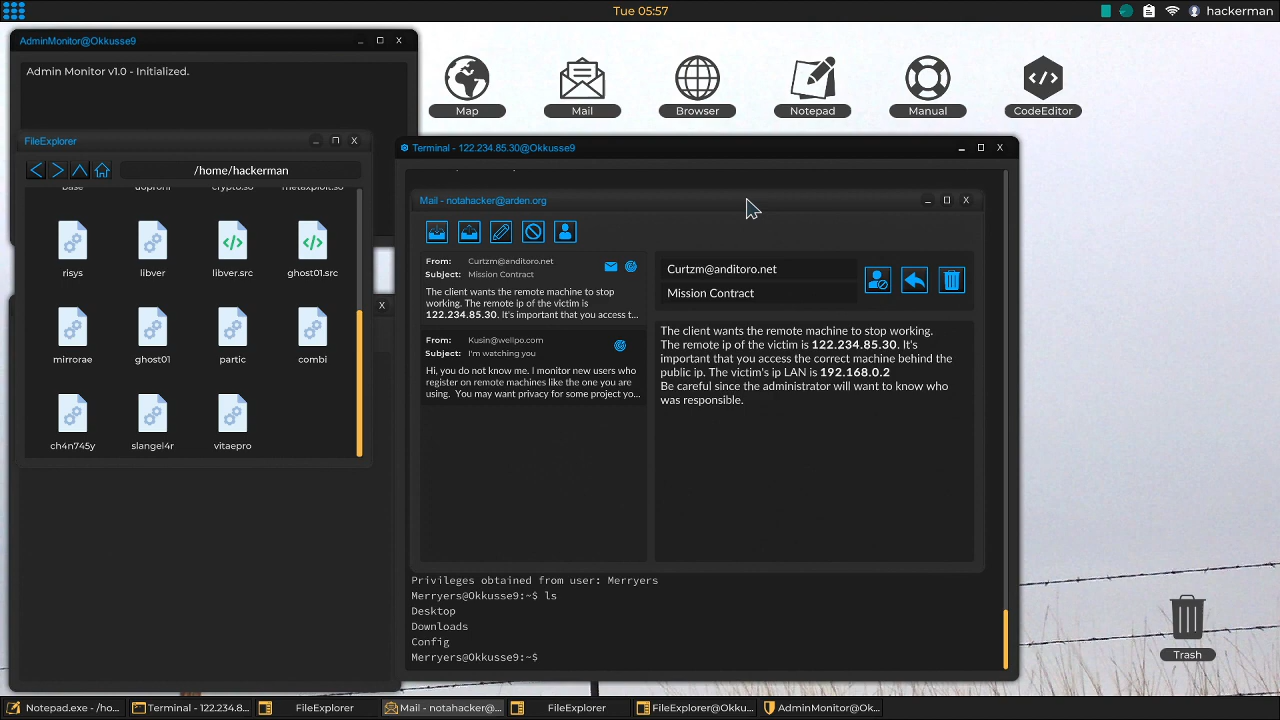 Tue 05:57
hackerman
AdminMonitor@Okkusse9
Admin Monitor v1.0 - Initialized.
Map
Mail
Browser
Notepad
Manual
CodeEditor
FileExplorer
/home/hackerman
base
crypto.so
metaxploit.so
risys
libver
libver.src
ghost01.src
mirrorae
ghost01
partic
combi
ch4n745y
slangel4r
vitaepro
Terminal - 122.234.85.30@Okkusse9
Mail - notahacker@arden.org
From: Curtzm@anditoro.net
Subject: Mission Contract
The client wants the remote machine to stop
working. The remote ip of the victim is
122.234.85.30. It's important that you access t...
From: Kusin@wellpo.com
Subject: I'm watching you
Hi, you do not know me. I monitor new users who
register on remote machines like the one you are
using. You may want privacy for some project yo...
Curtzm@anditoro.net
Mission Contract
The client wants the remote machine to stop working.
The remote ip of the victim is 122.234.85.30. It's
important that you access the correct machine behind the
public ip. The victim's ip LAN is 192.168.0.2
Be careful since the administrator will want to know who
was responsible.
Privileges obtained from user: Merryers
Merryers@Okkusse9:~$ ls
Desktop
Downloads
Config
Merryers@Okkusse9:~$
Trash
Notepad.exe - /ho...
Terminal - 122.234.8...
FileExplorer
Mail - notahacker@...
FileExplorer
FileExplorer@Okku...
AdminMonitor@Ok...